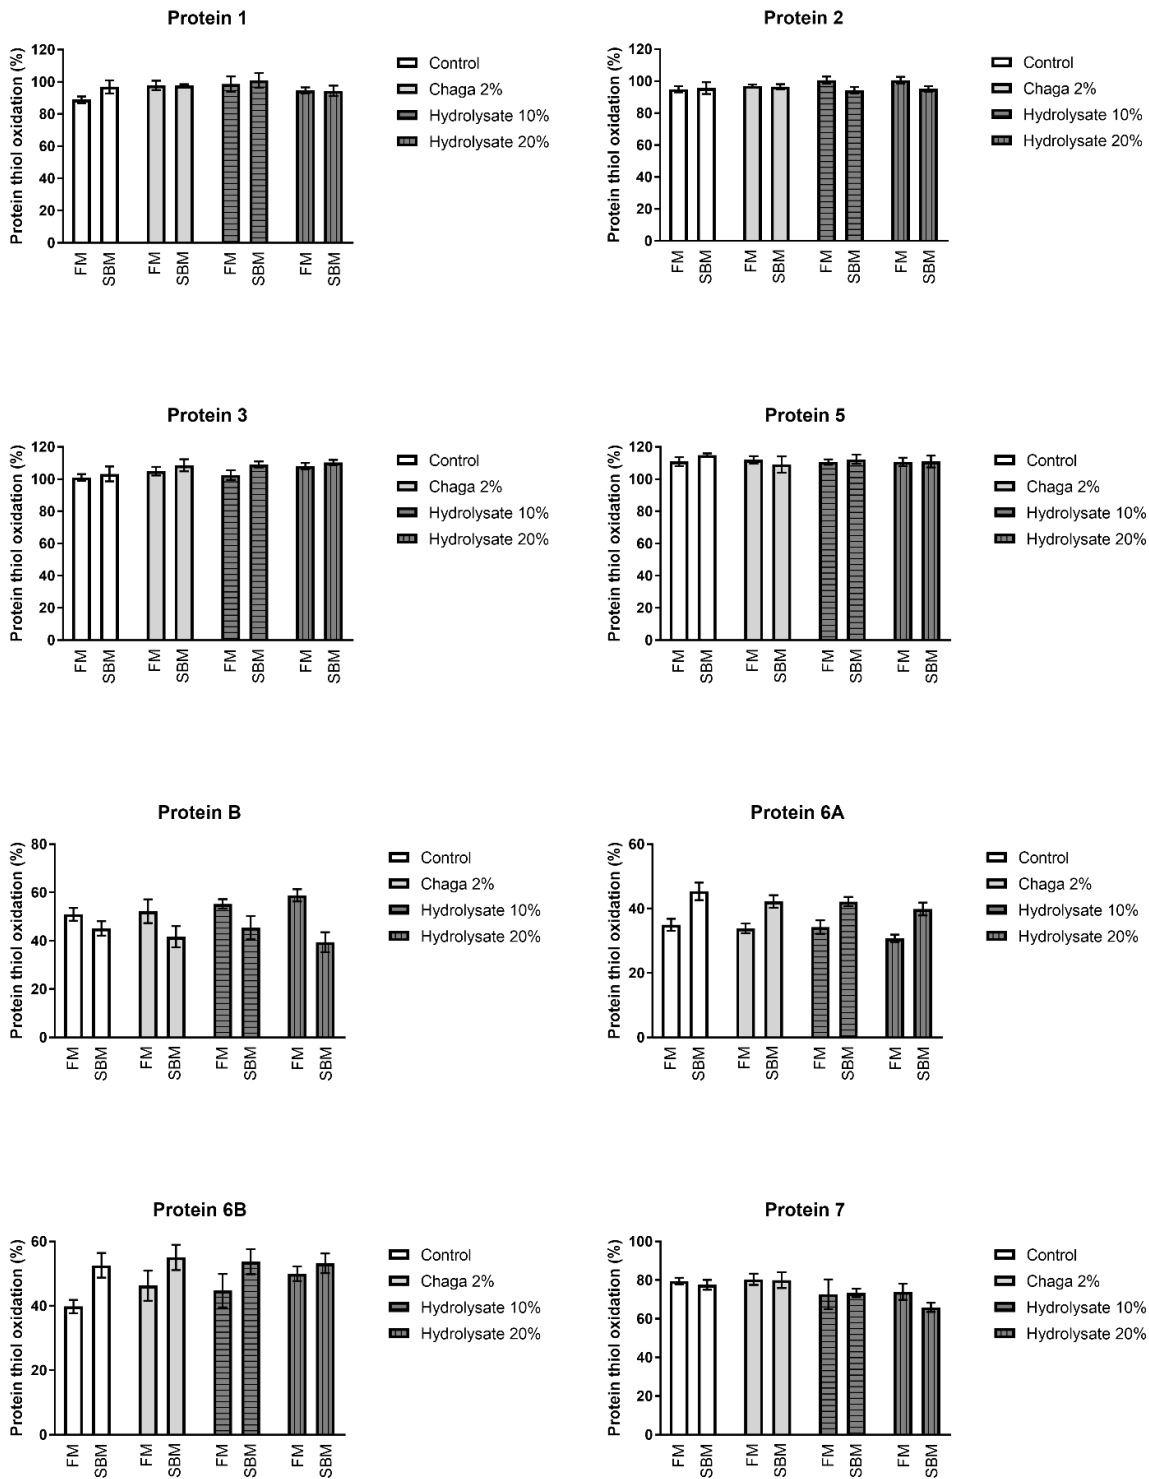 Protein 1
Protein thiol oxidation (%)
120
100
80
60
40
20
0
FM
SBM
FM
SBM
FM
SBM
FM
SBM
Control
Chaga 2%
Hydrolysate 10%
Hydrolysate 20%
Protein 2
Protein thiol oxidation (%)
120
100
80
60
40
20
0
FM
SBM
FM
SBM
FM
SBM
FM
SBM
Control
Chaga 2%
Hydrolysate 10%
Hydrolysate 20%
Protein 3
Protein thiol oxidation (%)
120
100
80
60
40
20
0
FM
SBM
FM
SBM
FM
SBM
FM
SBM
Control
Chaga 2%
Hydrolysate 10%
Hydrolysate 20%
Protein 5
Protein thiol oxidation (%)
120
100
80
60
40
20
0
FM
SBM
FM
SBM
FM
SBM
FM
SBM
Control
Chaga 2%
Hydrolysate 10%
Hydrolysate 20%
Protein B
Protein thiol oxidation (%)
80
60
40
20
0
FM
SBM
FM
SBM
FM
SBM
FM
SBM
Control
Chaga 2%
Hydrolysate 10%
Hydrolysate 20%
Protein 6A
Protein thiol oxidation (%)
60
40
20
0
FM
SBM
FM
SBM
FM
SBM
FM
SBM
Control
Chaga 2%
Hydrolysate 10%
Hydrolysate 20%
Protein 6B
Protein thiol oxidation (%)
60
40
20
0
FM
SBM
FM
SBM
FM
SBM
FM
SBM
Control
Chaga 2%
Hydrolysate 10%
Hydrolysate 20%
Protein 7
Protein thiol oxidation (%)
100
80
60
40
20
0
FM
SBM
FM
SBM
FM
SBM
FM
SBM
Control
Chaga 2%
Hydrolysate 10%
Hydrolysate 20%